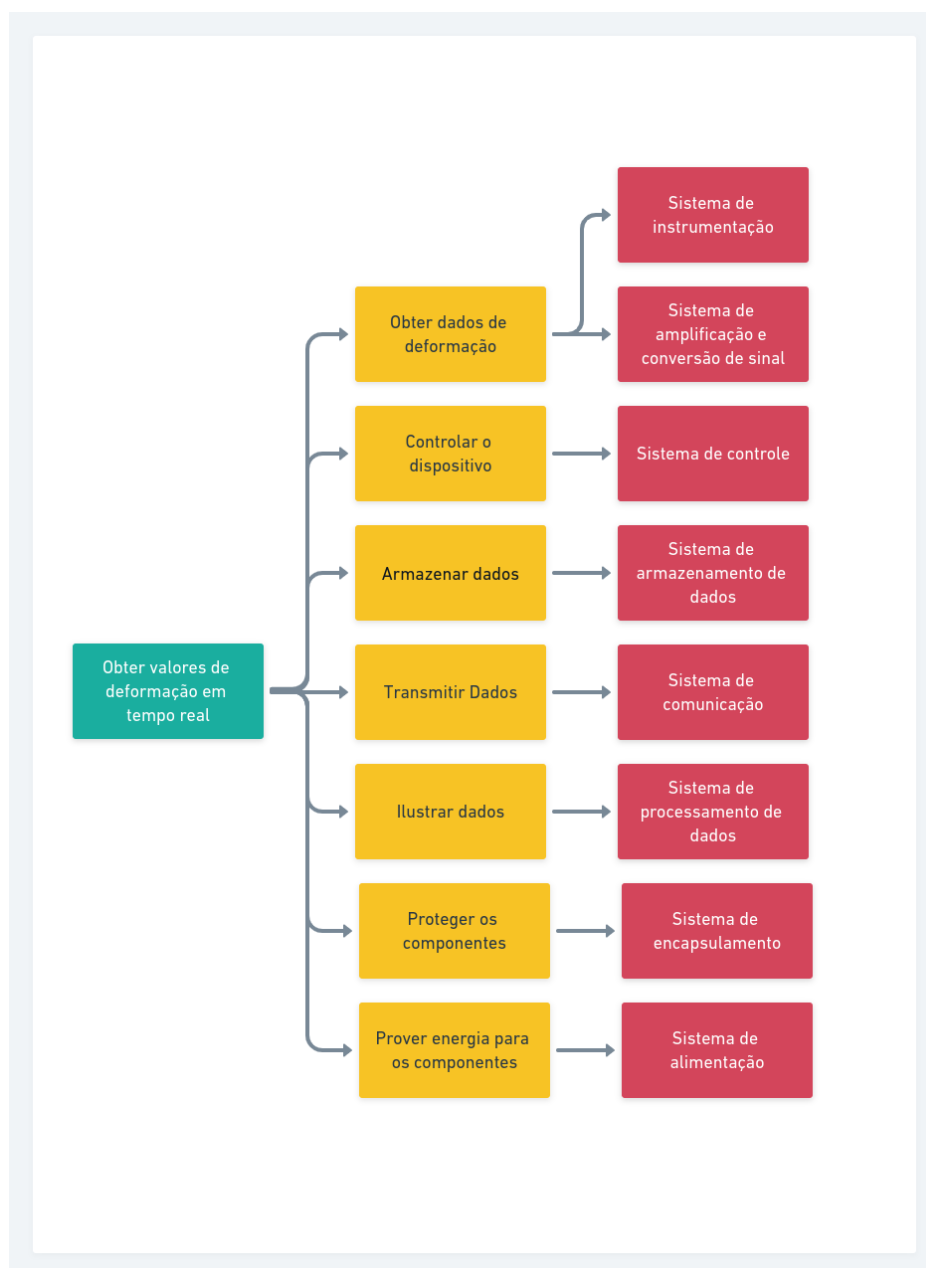 Obter valores de
deformação em
tempo real
Obter dados de
deformação
Sistema de
instrumentação
Sistema de
amplificação e
conversão de sinal
Controlar o
dispositivo
Sistema de controle
Armazenar dados
Sistema de
armazenamento de
dados
Transmitir Dados
Sistema de
comunicação
Ilustrar dados
Sistema de
processamento de
dados
Proteger os
componentes
Sistema de
encapsulamento
Prover energia para
os componentes
Sistema de
alimentação